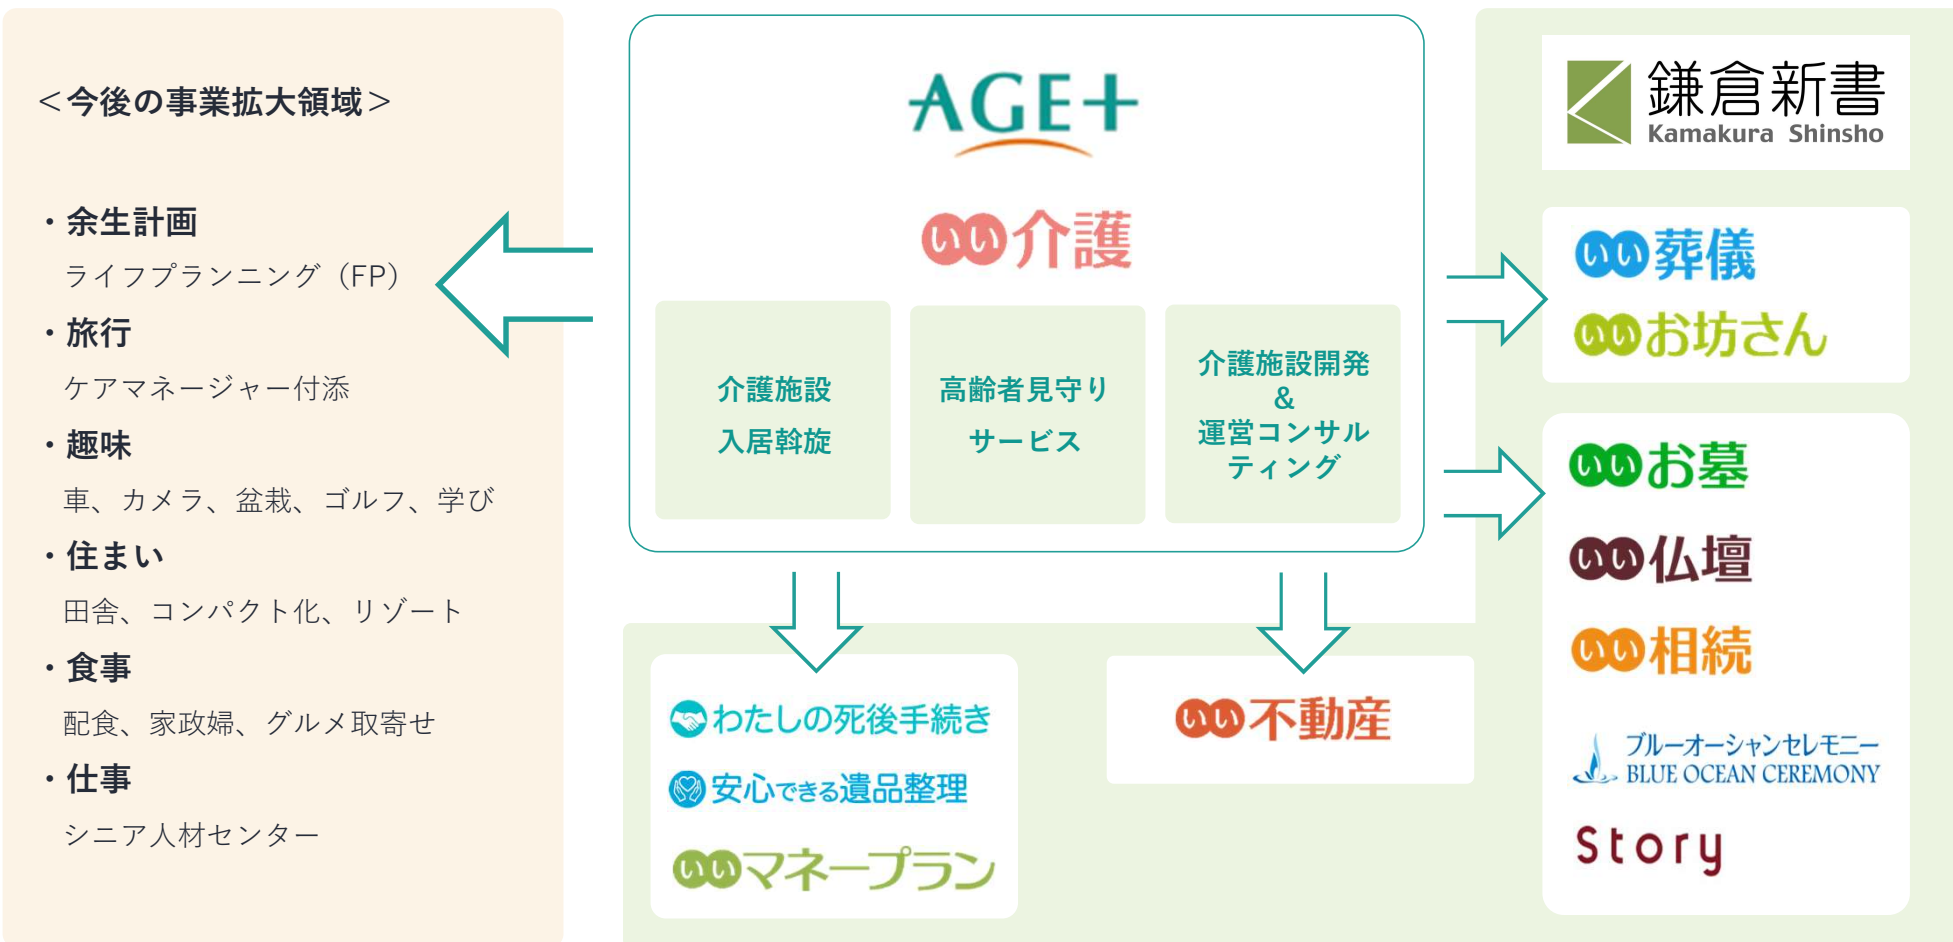 ＜今後の事業拡大領域＞
・余生計画
ライフプランニング（FP）
・旅行
ケアマネージャー付添
・趣味
車、カメラ、盆栽、ゴルフ、学び
・住まい
田舎、コンパクト化、リゾート
・食事
配食、家政婦、グルメ取寄せ
・仕事
シニア人材センター
AGE+
いい介護
介護施設
入居斡旋
高齢者見守り
サービス
介護施設開発
&
運営コンサル
ティング
わたしの死後手続き
安心できる遺品整理
いいマネープラン
いい不動産
鎌倉新書
Kamakura Shinsho
いい葬儀
いいお坊さん
いいお墓
いい仏壇
いい相続
ブルーオーシャンセレモニー
BLUE OCEAN CEREMONY
Story